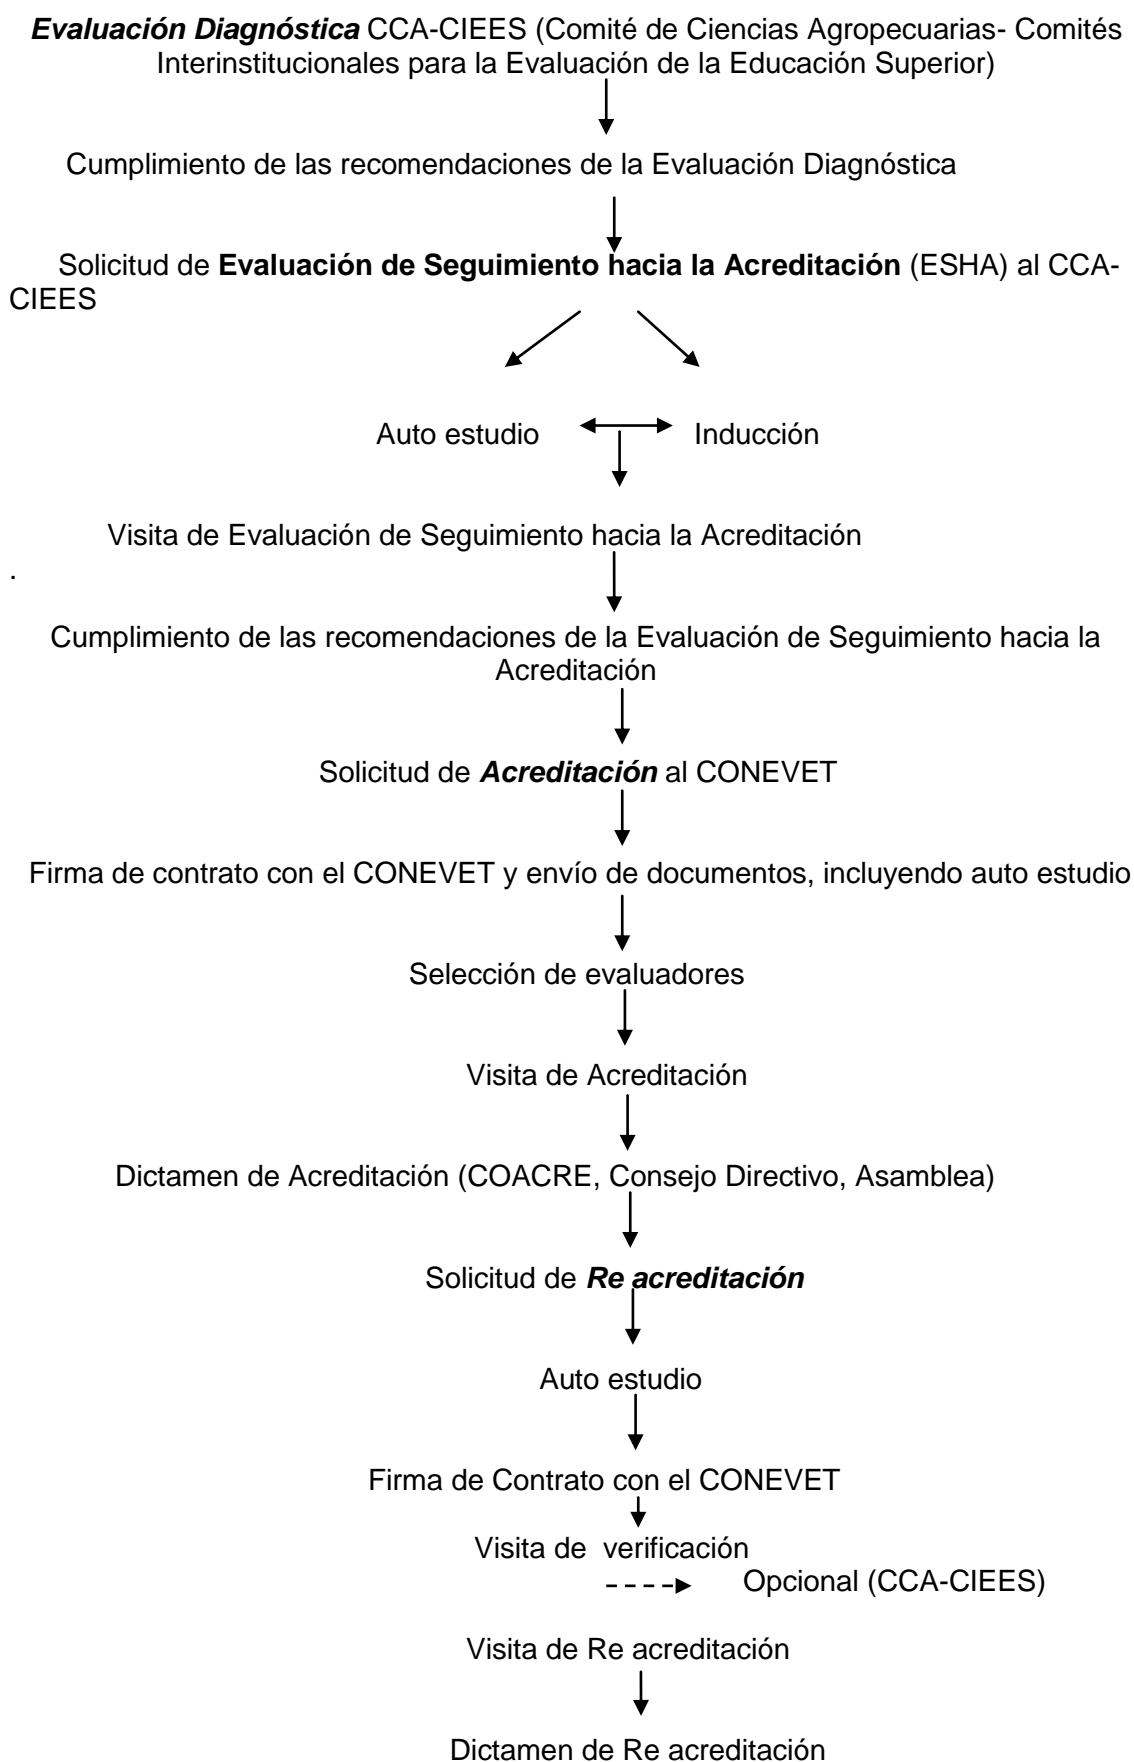 Evaluación Diagnóstica CCA-CIEES (Comité de Ciencias Agropecuarias- Comités
Interinstitucionales para la Evaluación de la Educación Superior)
Cumplimiento de las recomendaciones de la Evaluación Diagnóstica
Solicitud de Evaluación de Seguimiento hacia la Acreditación (ESHA) al CCA-
CIEES
Auto estudio Inducción
Visita de Evaluación de Seguimiento hacia la Acreditación
.
Cumplimiento de las recomendaciones de la Evaluación de Seguimiento hacia la
Acreditación
Solicitud de Acreditación al CONEVET
Firma de contrato con el CONEVET y envío de documentos, incluyendo auto estudio
Selección de evaluadores
Visita de Acreditación
Dictamen de Acreditación (COACRE, Consejo Directivo, Asamblea)
Solicitud de Re acreditación
Auto estudio
Firma de Contrato con el CONEVET
Visita de verificación
Opcional (CCA-CIEES)
Visita de Re acreditación
Dictamen de Re acreditación